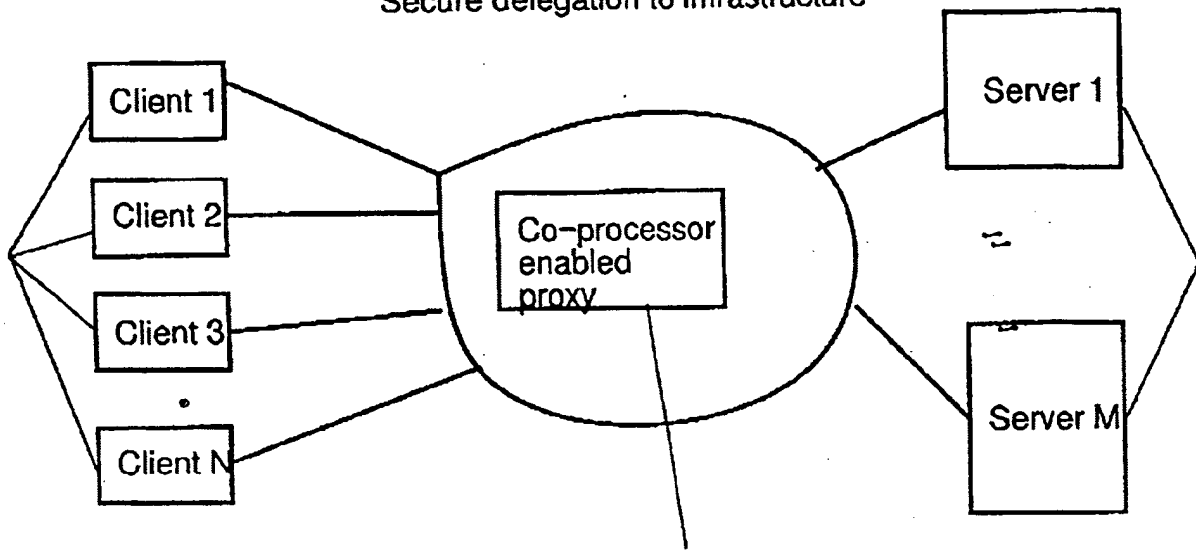 Secure delegation to infrastructure
Client 1
Client 2
Client 3
Client N
Co-processor
enabled
proxy
Server 1
Server M